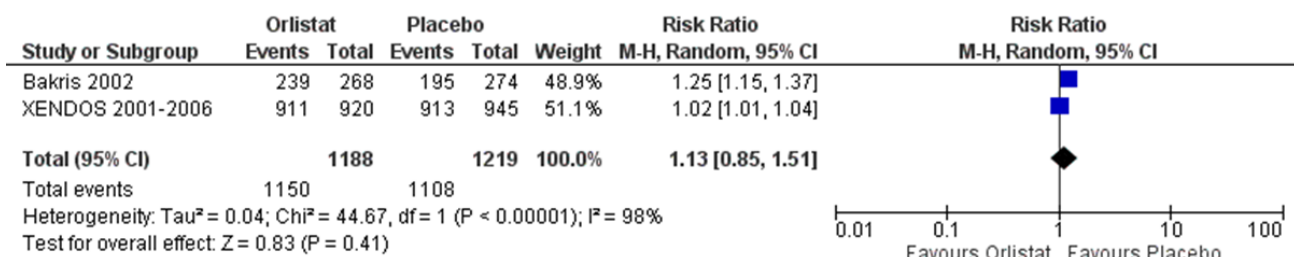 Orlistat Placebo Risk Ratio Risk Ratio
Study or Subgroup Events Total Events Total Weight M-H, Random, 95% CI M-H, Random, 95% CI
Bakris 2002 239 268 195 274 48.9% 1.25 [1.15, 1.37]
XENDOS 2001-2006 911 920 913 945 51.1% 1.02 [1.01, 1.04]
Total (95% CI) 1188 1219 100.0% 1.13 [0.85, 1.51]
Total events 1150 1108
Heterogeneity: Tau² = 0.04; Chi² = 44.67, df = 1 (P < 0.00001); I² = 98%
Test for overall effect: Z = 0.83 (P = 0.41)
0.01 0.1 1 10 100
Favours Orlistat Favours Placebo